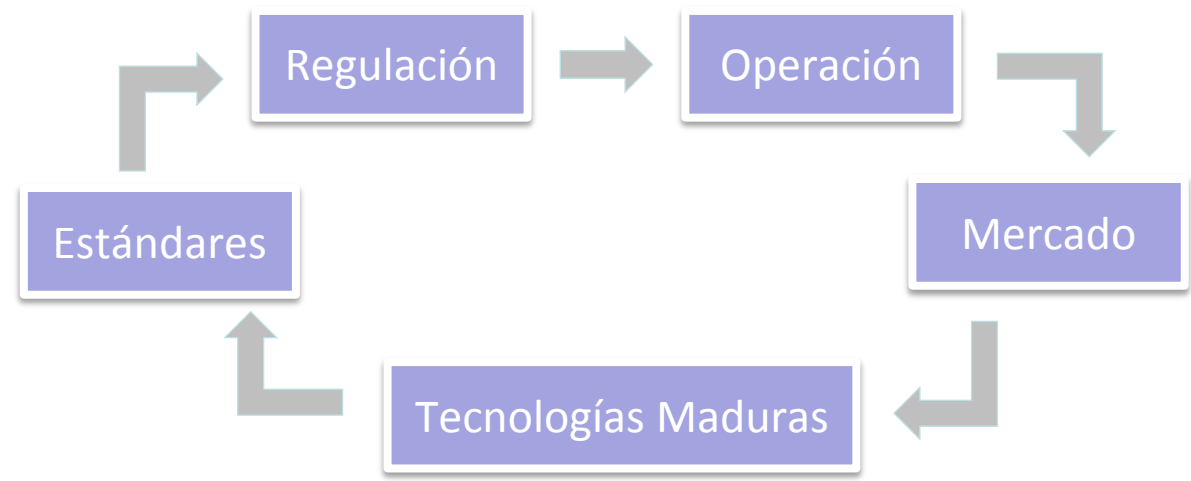 Regulación
Operación
Estándares
Mercado
Tecnologías Maduras